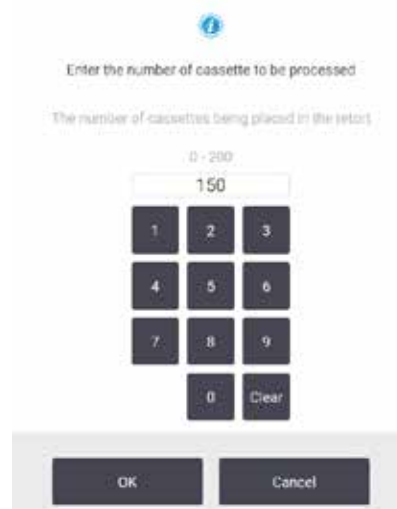 Enter the number of cassette to be processed
The number of cassettes being placed in the retort
0 - 200
150
1 2 3
4 5 6
7 8 9
0 Clear
OK Cancel